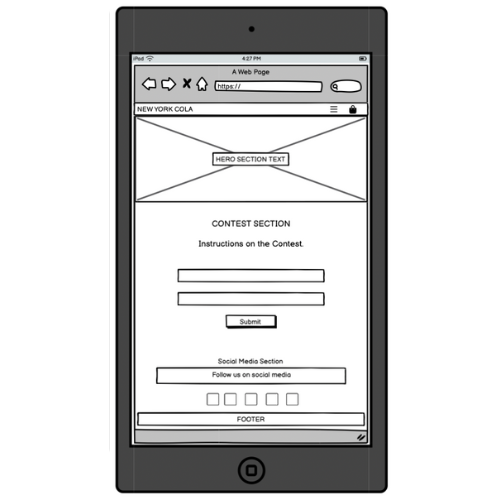 iPod 4:27 PM
A Web Page
https://
NEW YORK COLA
HERO SECTION TEXT
CONTEST SECTION
Instructions on the Contest.
Submit
Social Media Section
Follow us on social media
FOOTER